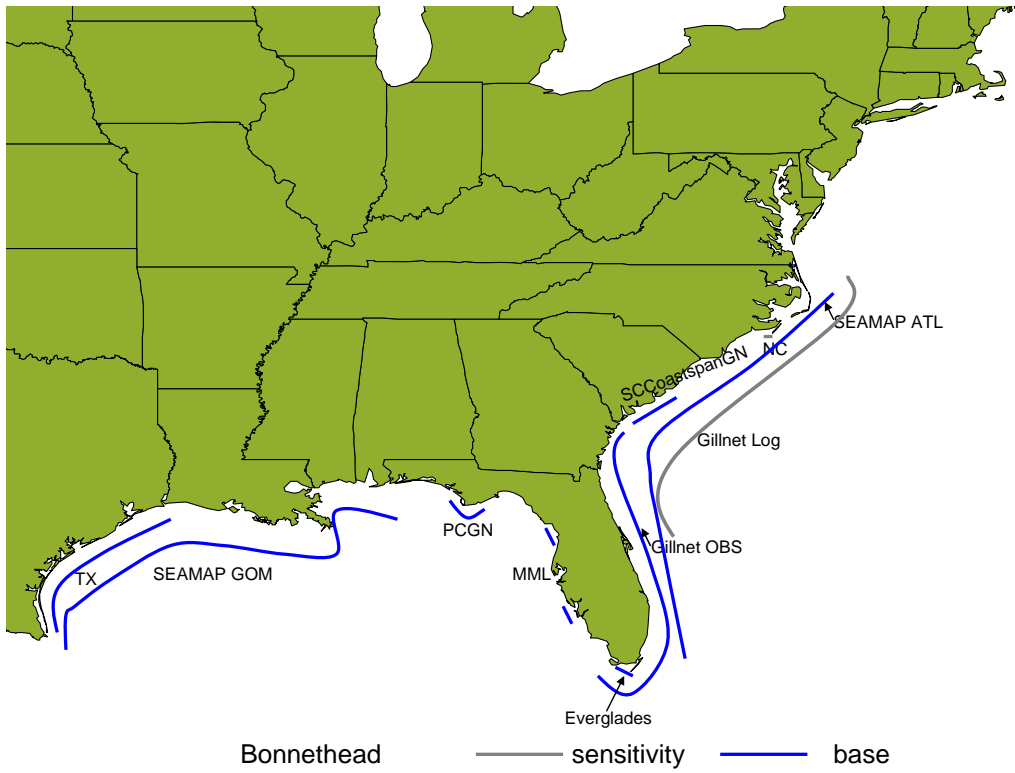 SEAMAP ATL
NC
SCCoastspanGN
Gillnet Log
PCGN
Gillnet OBS
TX
SEAMAP GOM
MML
Everglades
Bonnethead
sensitivity
base